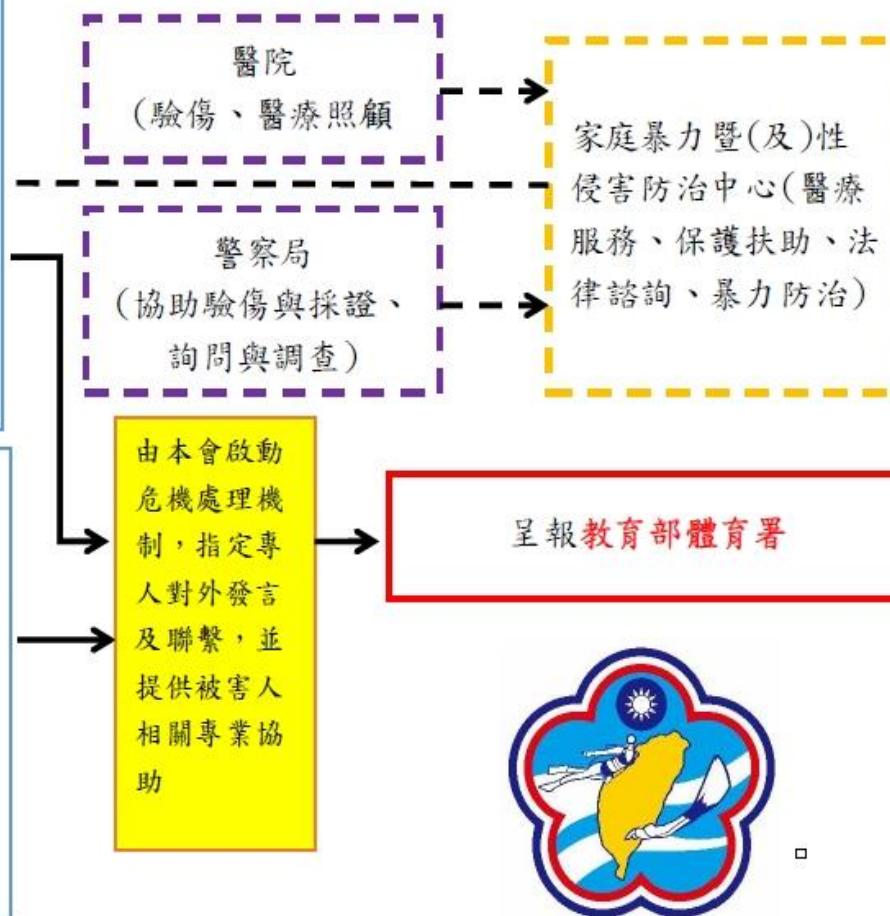 醫院
(驗傷、醫療照顧
家庭暴力暨(及)性
侵害防治中心(醫療
服務、保護扶助、法
律諮詢、暴力防治)
警察局
(協助驗傷與採證、
詢問與調查)
由本會啟動
危機處理機
制，指定專
人對外發言
及聯繫，並
提供被害人
相關專業協
助
呈報教育部體育署